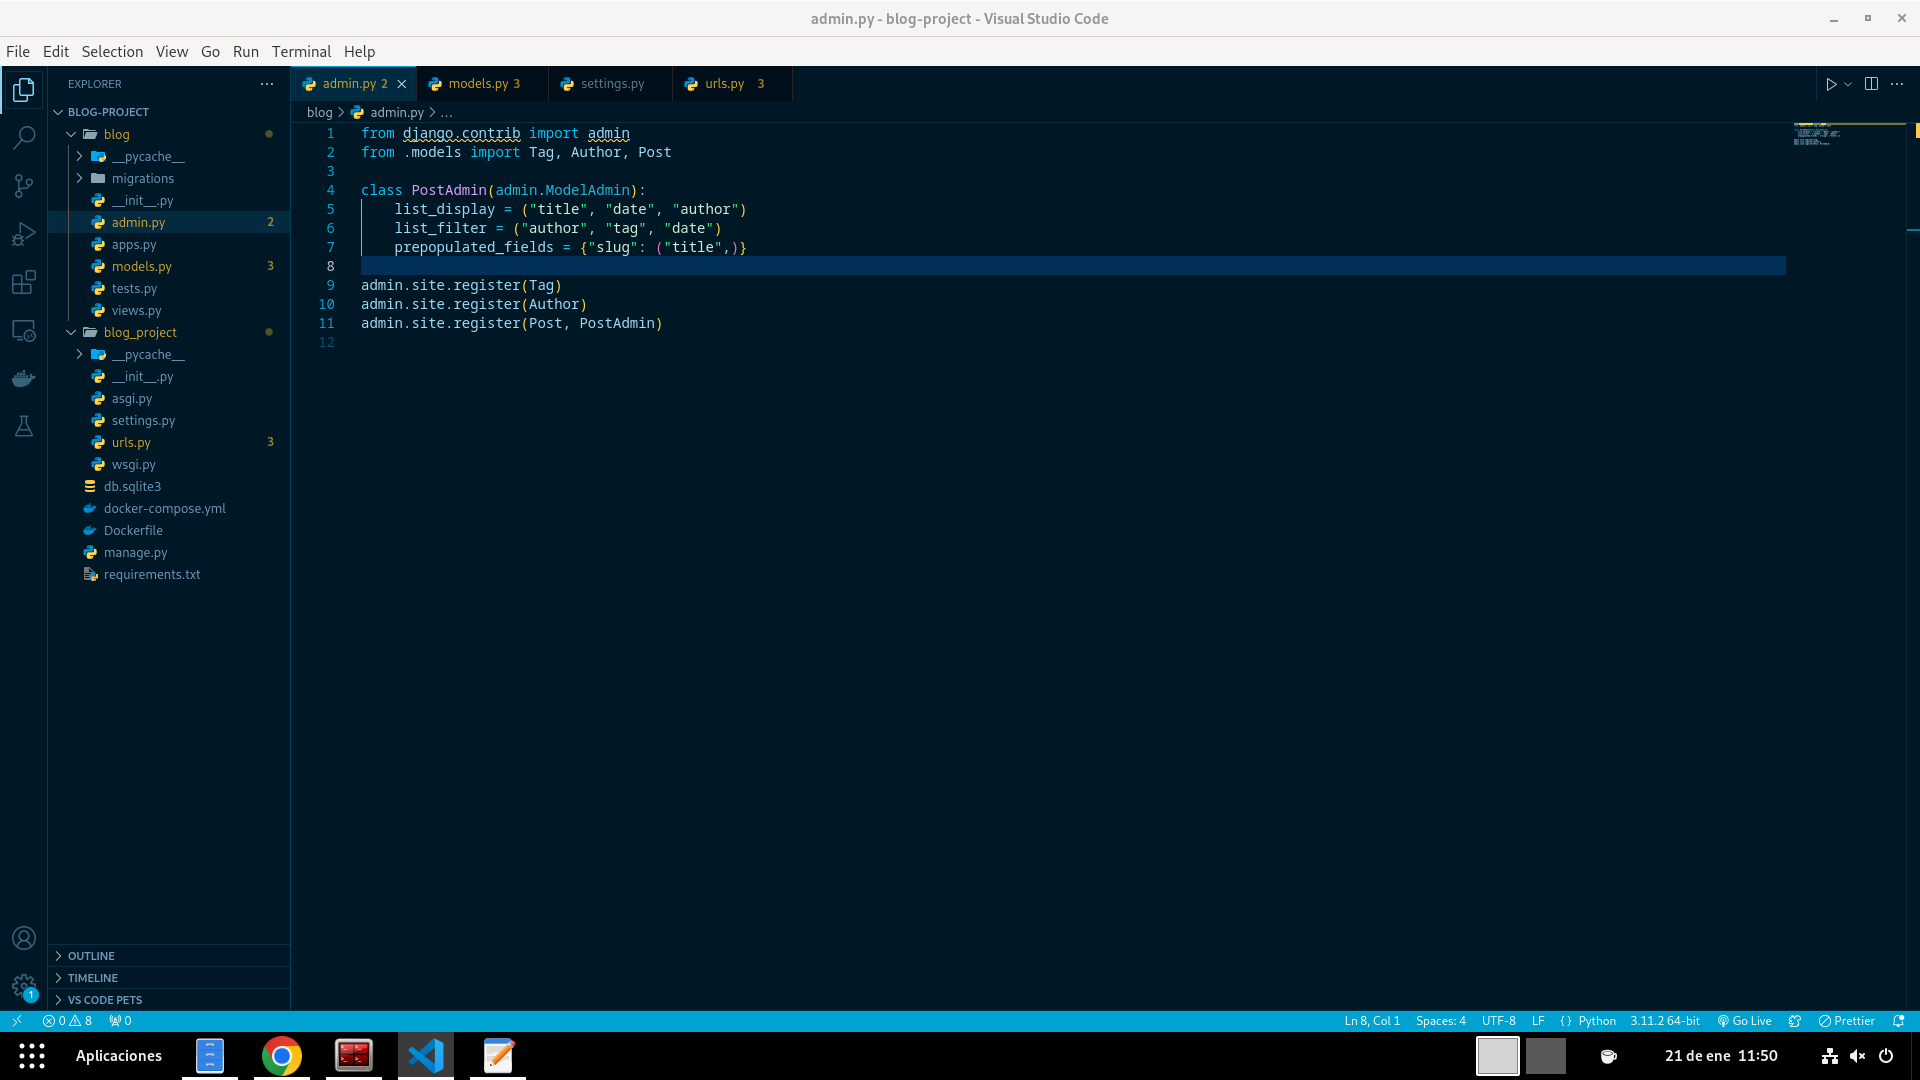 admin.py - blog-project - Visual Studio Code
File Edit Selection View Go Run Terminal Help
EXPLORER
BLOG-PROJECT
blog
__pycache__
migrations
__init__.py
admin.py 2
apps.py
models.py 3
tests.py
views.py
blog_project
__pycache__
__init__.py
asgi.py
settings.py
urls.py 3
wsgi.py
db.sqlite3
docker-compose.yml
Dockerfile
manage.py
requirements.txt
OUTLINE
TIMELINE
VS CODE PETS
1
admin.py 2 models.py 3 settings.py urls.py 3
blog > admin.py > ...
1 from django.contrib import admin
2 from .models import Tag, Author, Post
3
4 class PostAdmin(admin.ModelAdmin):
5 list_display = ("title", "date", "author")
6 list_filter = ("author", "tag", "date")
7 prepopulated_fields = {"slug": ("title",)}
8
9 admin.site.register(Tag)
10 admin.site.register(Author)
11 admin.site.register(Post, PostAdmin)
12
0 8 0 Ln 8, Col 1 Spaces: 4 UTF-8 LF { } Python 3.11.2 64-bit Go Live Prettier
Aplicaciones 21 de ene 11:50